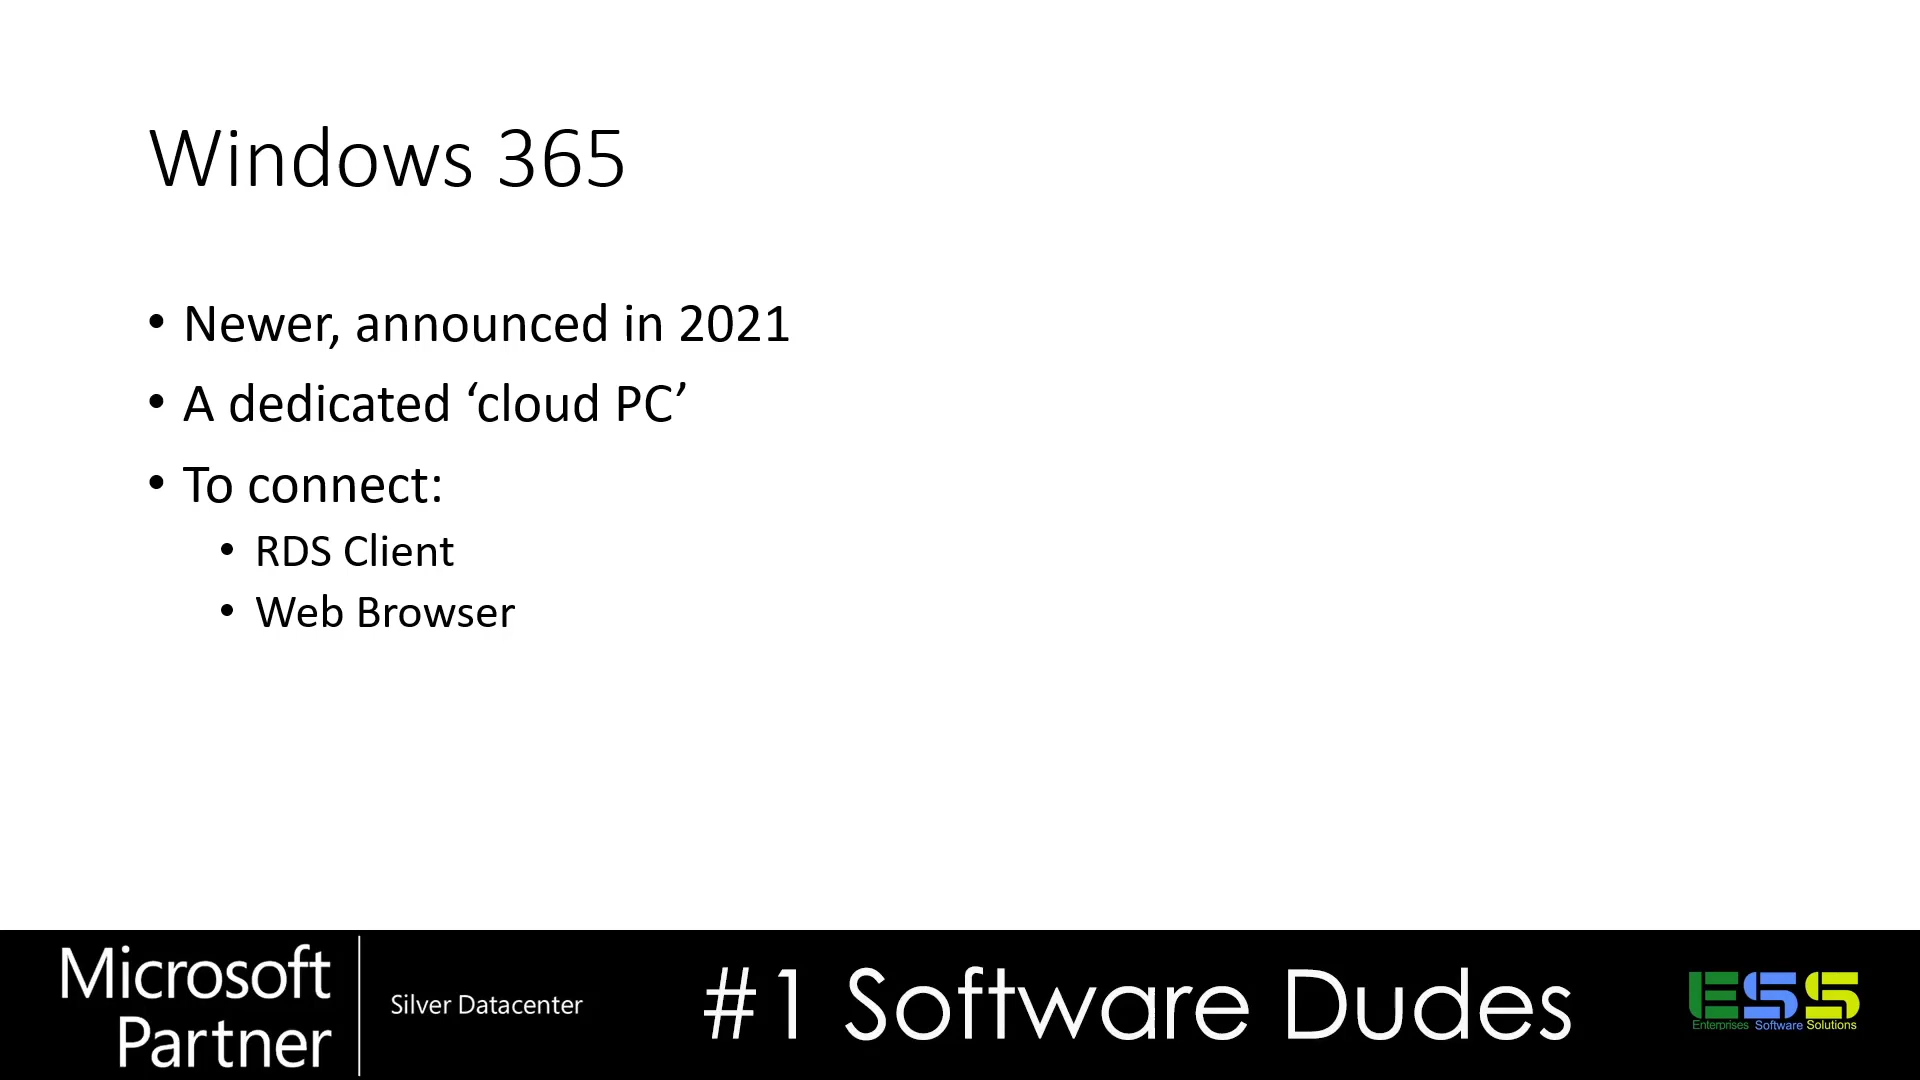 Windows 365
• Newer, announced in 2021
• A dedicated ‘cloud PC’
• To connect:
• RDS Client
• Web Browser
Microsoft
Partner
Silver Datacenter
#1 Software Dudes
ESS
Enterprises Software Solutions